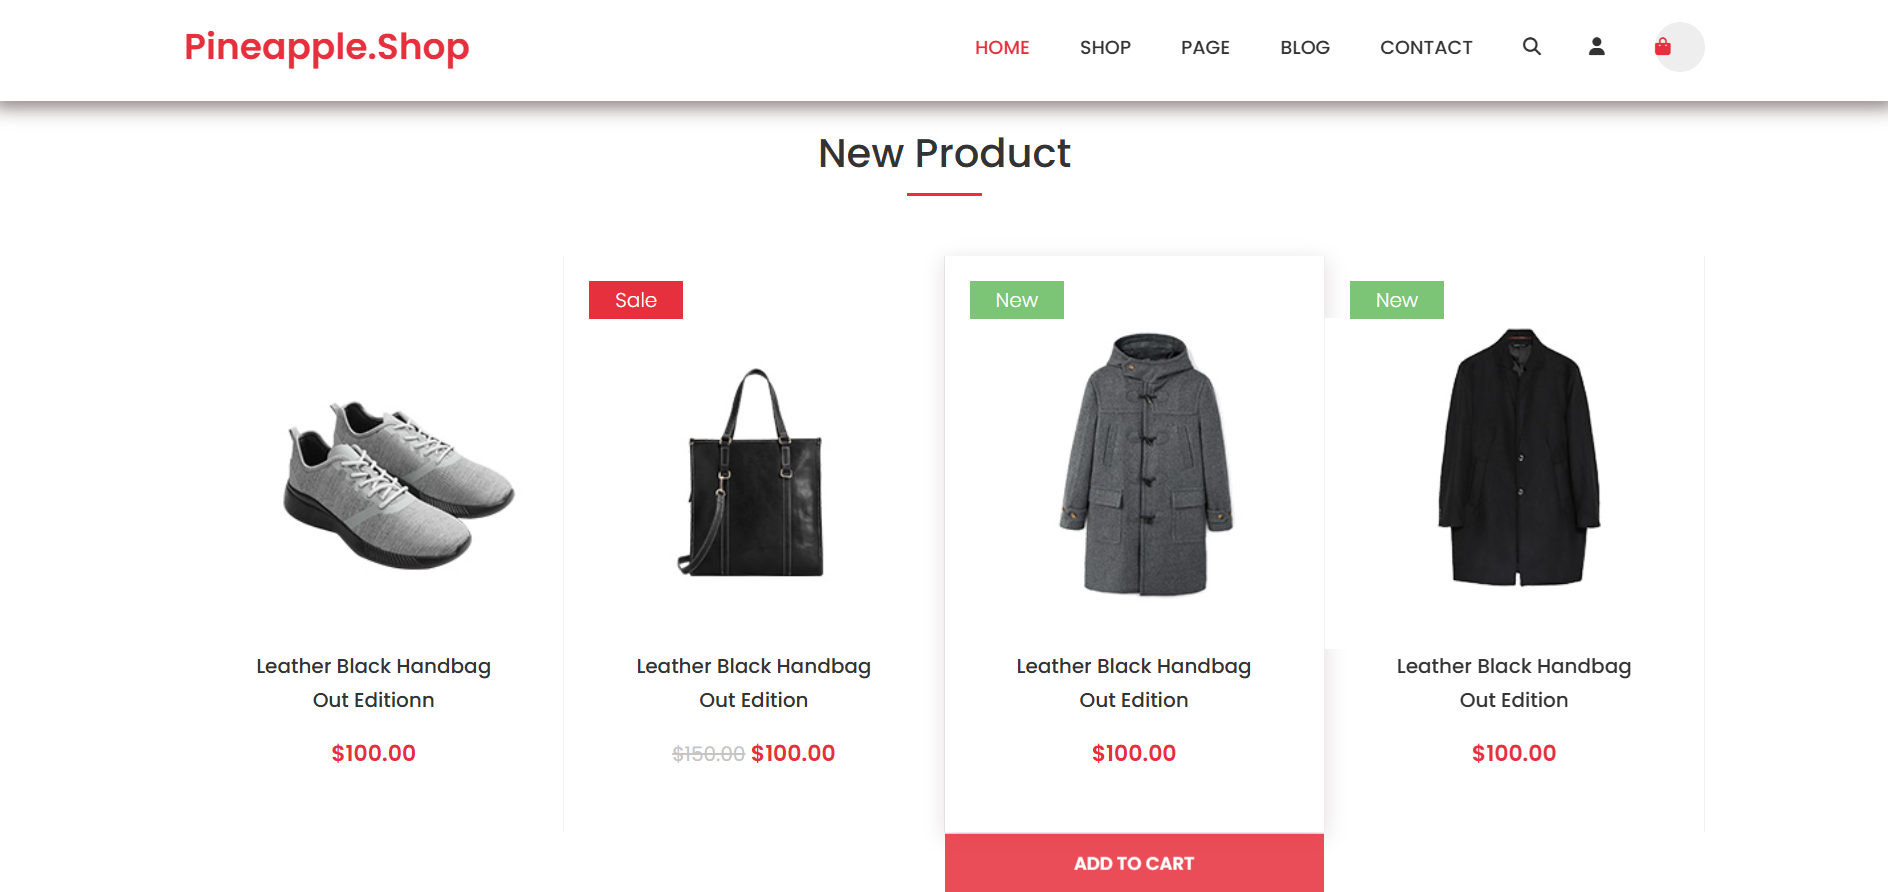 Pineapple.Shop
HOME SHOP PAGE BLOG CONTACT
New Product
Sale
New
New
Leather Black Handbag
Out Editionn
$100.00
Leather Black Handbag
Out Edition
$150.00 $100.00
Leather Black Handbag
Out Edition
$100.00
ADD TO CART
Leather Black Handbag
Out Edition
$100.00